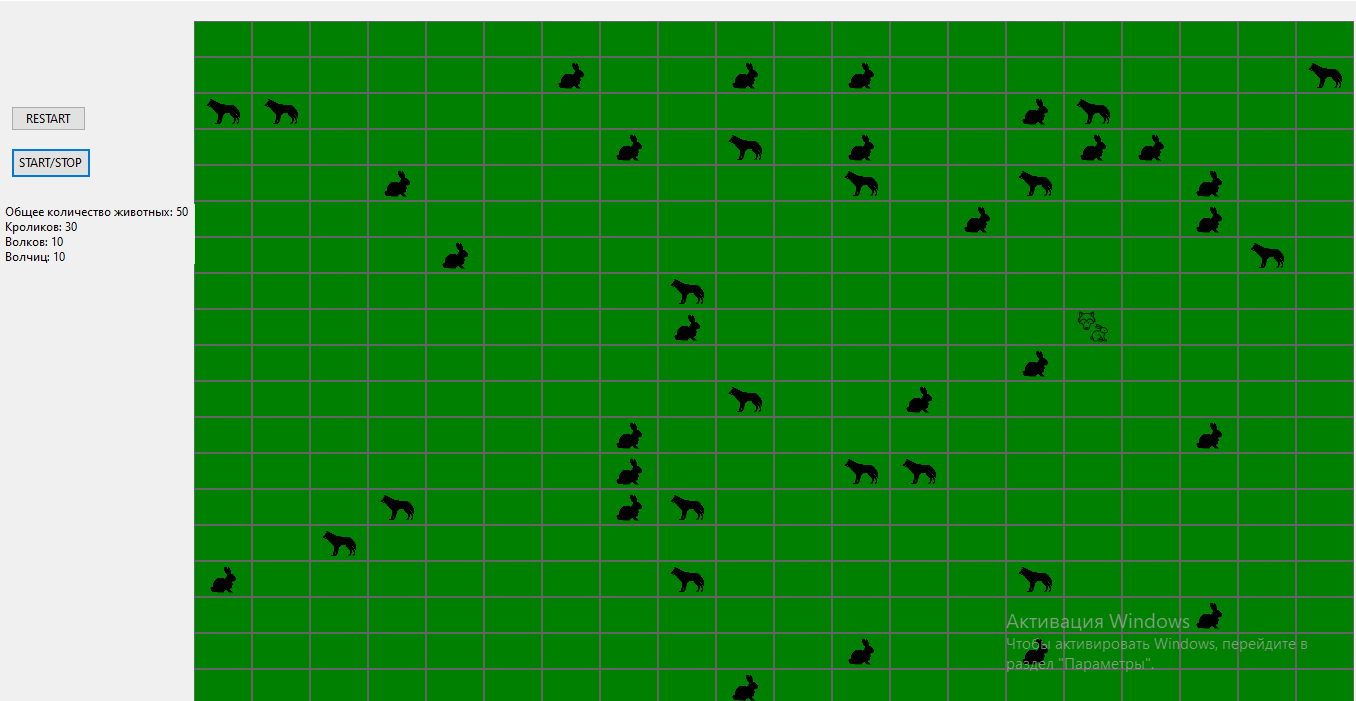 RESTART
START/STOP
Общее количество животных: 50
Кроликов: 30
Волков: 10
Волчиц: 10
Активация Windows
Чтобы активировать Windows, перейдите в
раздел "Параметры".